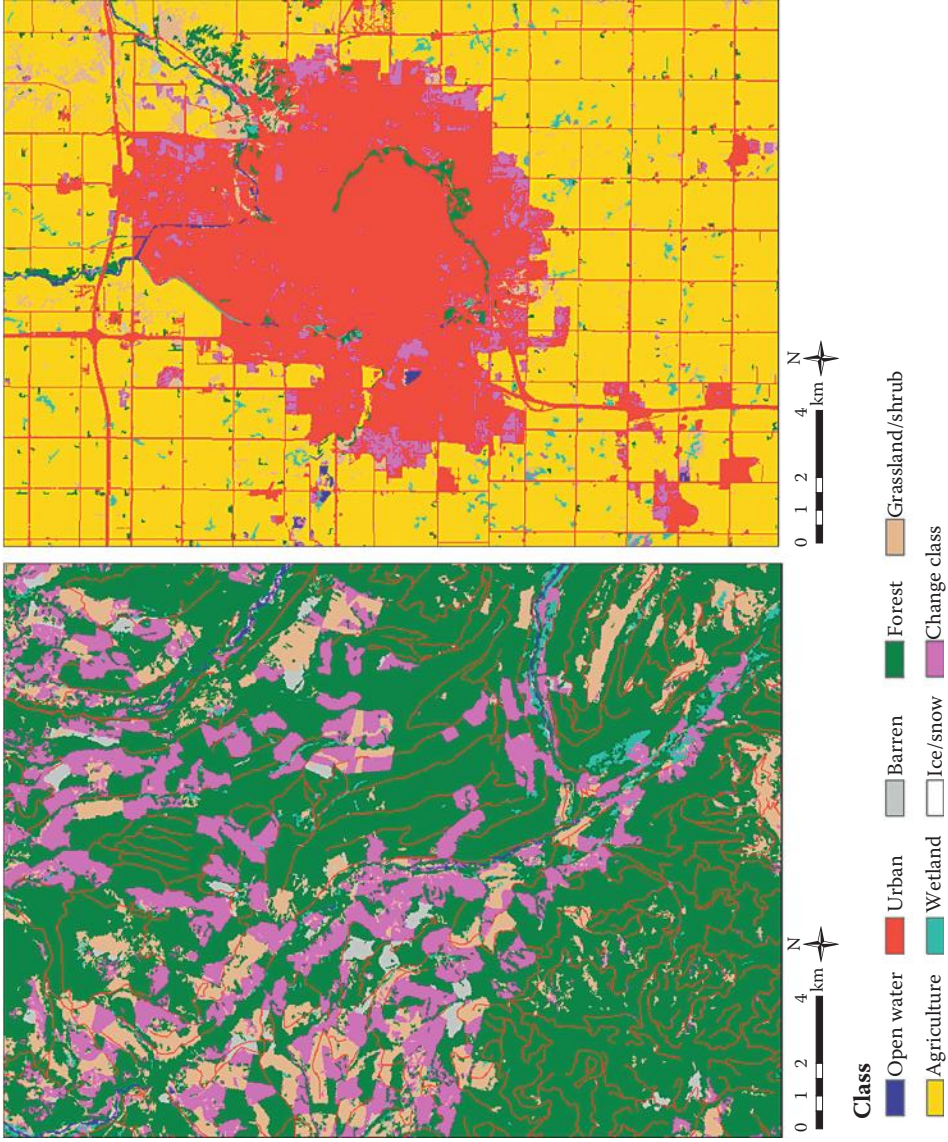 N
0 1 2 4
km
N
0 1 2 4
km
Class
Open water Urban Barren Forest Grassland/shrub
Agriculture Wetland Ice/snow Change class